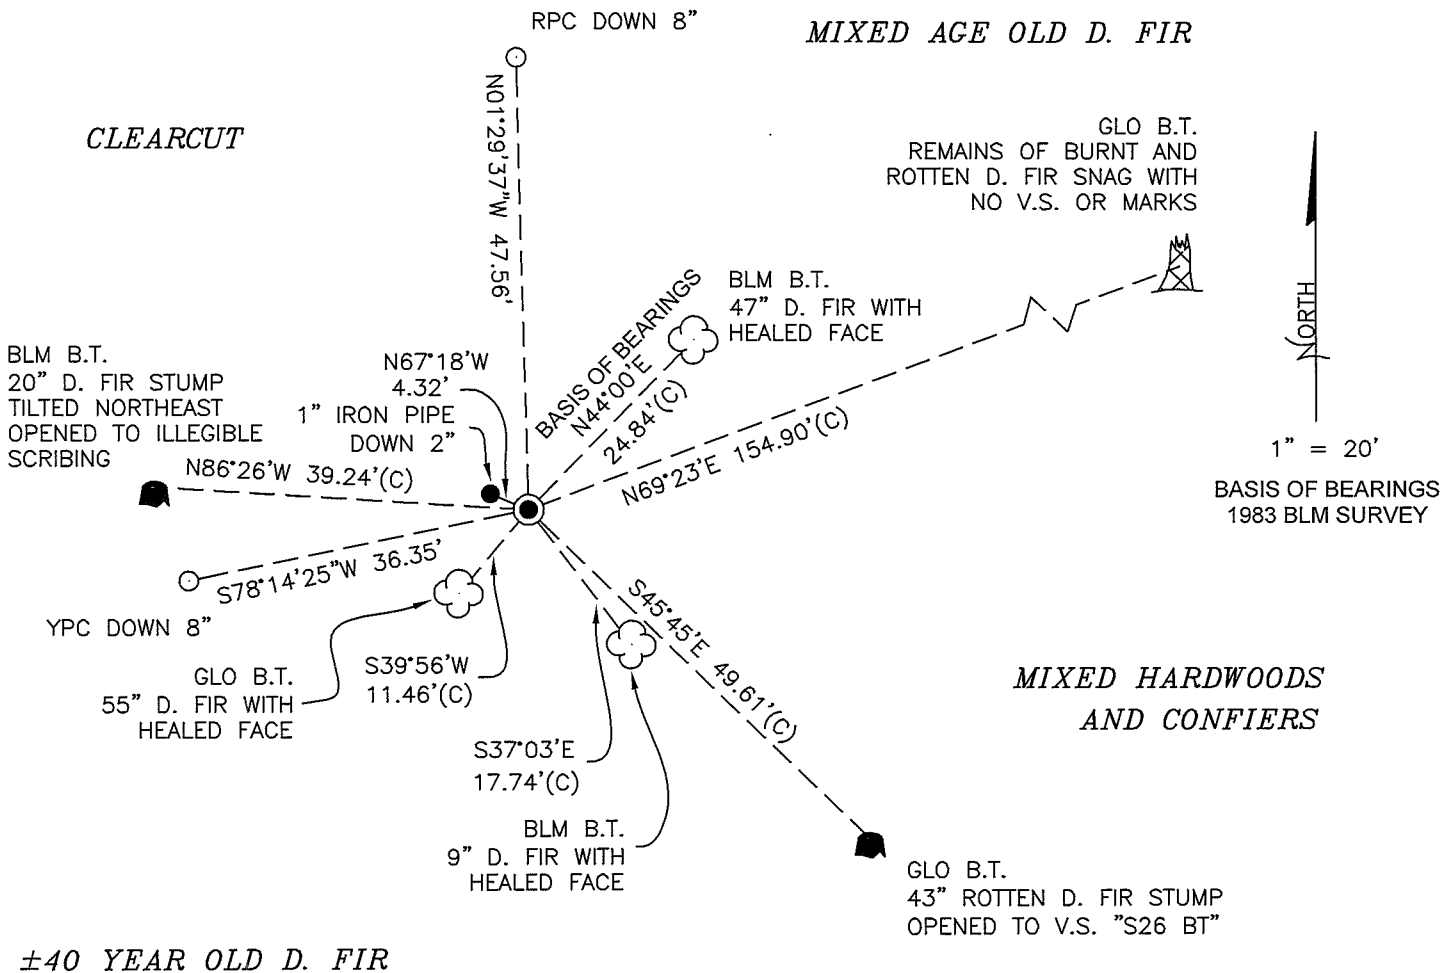 RPC DOWN 8"
MIXED AGE OLD D. FIR
CLEARCUT
N01°29'37"W 47.56'
GLO B.T.
REMAINS OF BURNT AND
ROTTEN D. FIR SNAG WITH
NO V.S. OR MARKS
NORTH
1" = 20'
BASIS OF BEARINGS
1983 BLM SURVEY
BLM B.T.
47" D. FIR WITH
HEALED FACE
BASIS OF BEARINGS
N44°00'E
24.84'(C)
N69°23'E 154.90'(C)
BLM B.T.
20" D. FIR STUMP
TILTED NORTHEAST
OPENED TO ILLEGIBLE
SCRIBING
N67°18'W
4.32'
1" IRON PIPE
DOWN 2"
N86°26'W 39.24'(C)
S78°14'25"W 36.35'
YPC DOWN 8"
GLO B.T.
55" D. FIR WITH
HEALED FACE
S39°56'W
11.46'(C)
S45°45'E 49.61'(C)
S37°03'E
17.74'(C)
BLM B.T.
9" D. FIR WITH
HEALED FACE
MIXED HARDWOODS
AND CONFIERS
GLO B.T.
43" ROTTEN D. FIR STUMP
OPENED TO V.S. "S26 BT"
±40 YEAR OLD D. FIR